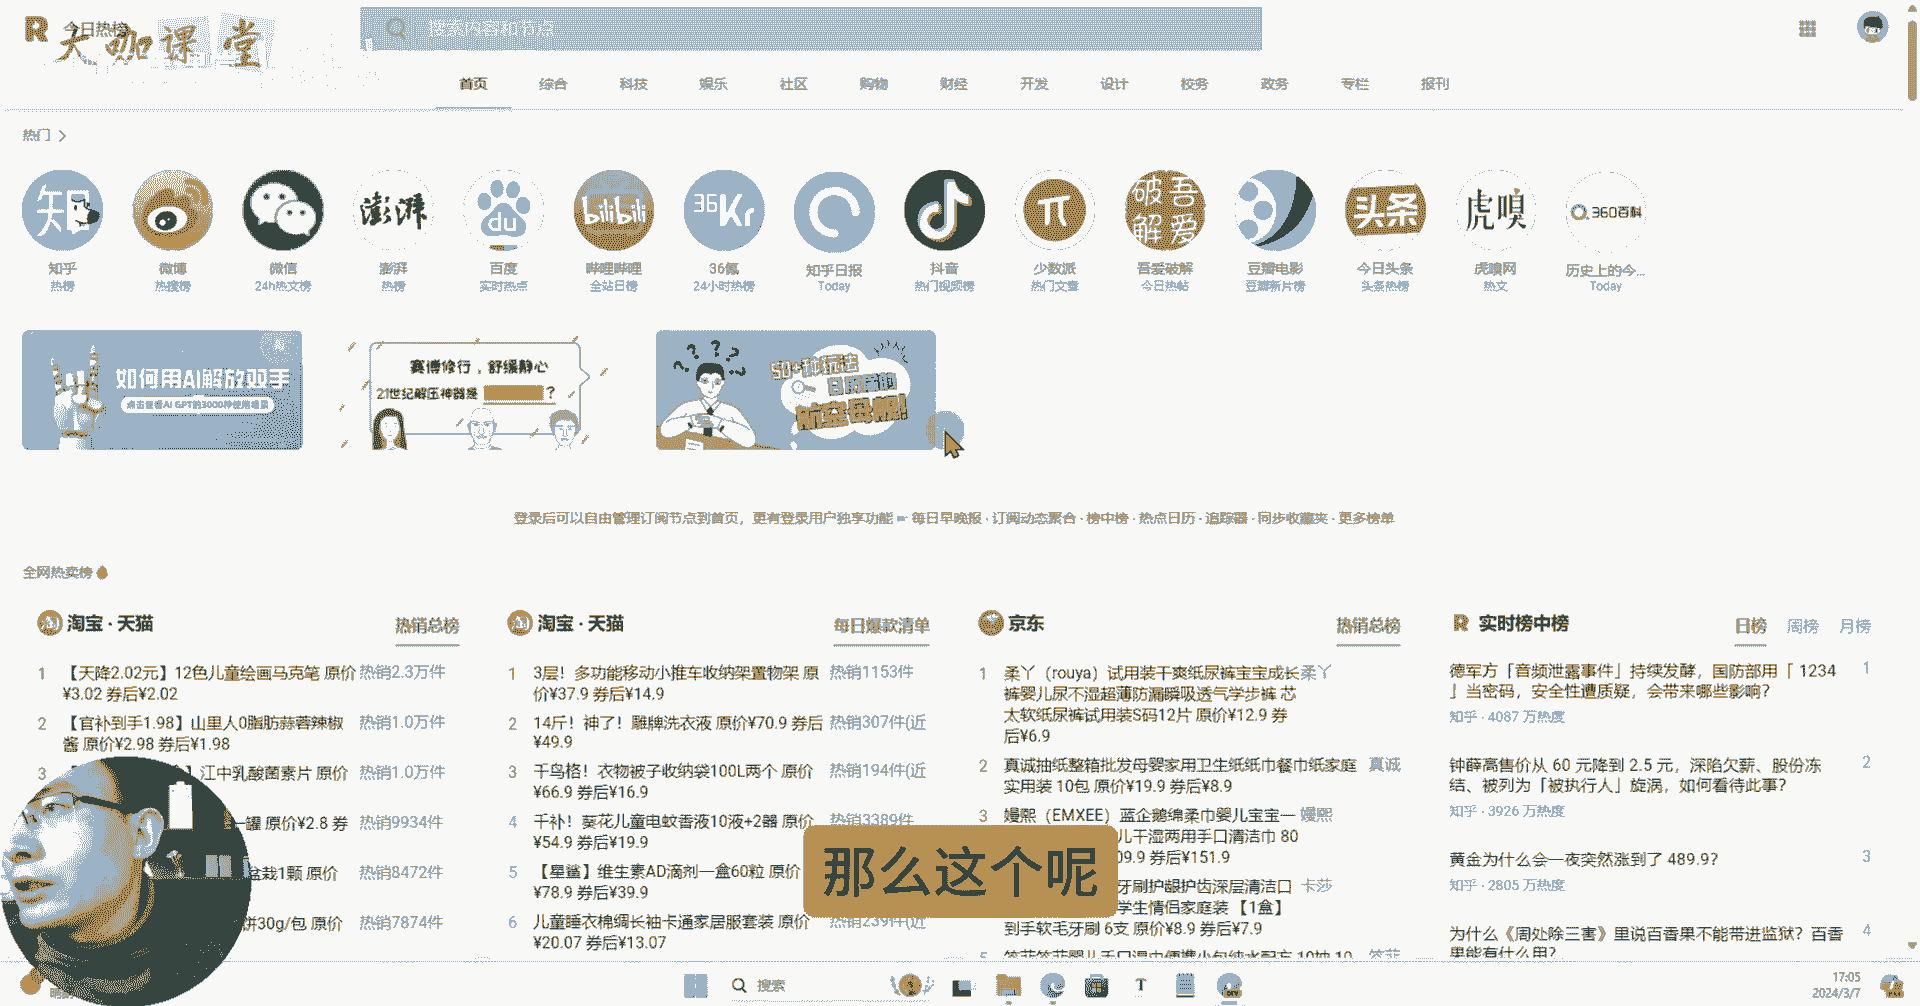 R 今日热榜
大咖课堂
搜索内容和节点
首页 综合 科技 娱乐 社区 购物 财经 开发 设计 校务 政务 专栏 报刊
热门
知
澎湃
du
bilibili
36Kr
破吾解爱
头条
虎嗅
360百科
知乎 微博 微信 澎湃 百度 哔哩哔哩 36氪 知乎日报 抖音 少数派 吾爱破解 豆瓣电影 今日头条 虎嗅网 历史上的今...
热榜 热搜榜 24h热文榜 热榜 实时热点 全站日榜 24小时热榜 Today 热门视频榜 热门文章 今日热帖 豆瓣新片榜 头条热榜 热文 Today
如何用AI解放双手
点击查看AI GPT的3000种使用场景
赛博修行，舒缓静心
21世纪解压神器是 ？
50+种玩法
航空母舰!
登录后可以自由管理订阅节点到首页，更有登录用户独享功能 - 每日早晚报 · 订阅动态聚合 · 榜中榜 · 热点日历 · 追踪器 · 同步收藏夹 · 更多榜单
全网热卖榜
淘宝 · 天猫 热销总榜
1 【天降2.02元】12色儿童绘画马克笔 原价 热销2.3万件
¥3.02 券后¥2.02
2 【官补到手1.98】山里人0脂肪蒜蓉辣椒 热销1.0万件
酱 原价¥2.98 券后¥1.98
3 】江中乳酸菌素片 原价 热销1.0万件
一罐 原价¥2.8 券 热销9934件
盆栽1颗 原价 热销8472件
饼30g/包 原价 热销7874件
淘宝 · 天猫 每日爆款清单
1 3层！多功能移动小推车收纳架置物架 原 热销1153件
价¥37.9 券后¥14.9
2 14斤！神了！雕牌洗衣液 原价¥70.9 券后 热销307件(近
¥49.9
3 千鸟格！衣物被子收纳袋100L两个 原价 热销194件(近
¥66.9 券后¥16.9
4 千补！葵花儿童电蚊香液10液+2器 原价 热销3389件
¥54.9 券后¥19.9
5 【星鲨】维生素AD滴剂一盒60粒 原价
¥78.9 券后¥39.9
6 儿童睡衣棉绸长袖卡通家居服套装 原价 热销239件(近
¥20.07 券后¥13.07
京东 热销总榜
1 柔丫（rouya）试用装干爽纸尿裤宝宝成长 柔丫
裤婴儿尿不湿超薄防漏瞬吸透气学步裤 芯
太软纸尿裤试用装S码12片 原价¥12.9 券
后¥6.9
2 真诚抽纸整箱批发母婴家用卫生纸纸巾餐巾纸家庭 真诚
实用装 10包 原价¥19.9 券后¥8.9
3 嫚熙（EMXEE）蓝企鹅绵柔巾婴儿宝宝一 嫚熙
儿干湿两用手口清洁巾 80
09.9 券后¥151.9
牙刷护龈护齿深层清洁口 卡莎
学生情侣家庭装 【1盒】
到手软毛牙刷 6支 原价¥8.9 券后¥7.9
5
R 实时榜中榜 日榜 周榜 月榜
德军方「音频泄露事件」持续发酵，国防部用「 1234 1
」当密码，安全性遭质疑，会带来哪些影响？
知乎 · 4087 万热度
钟薛高售价从 60 元降到 2.5 元，深陷欠薪、股份冻 2
结、被列为「被执行人」旋涡，如何看待此事？
知乎 · 3926 万热度
黄金为什么会一夜突然涨到了 489.9？ 3
知乎 · 2805 万热度
为什么《周处除三害》里说百香果不能带进监狱？百香 4
果能有什么用？
那么这个呢
搜索
17:05
2024/3/7